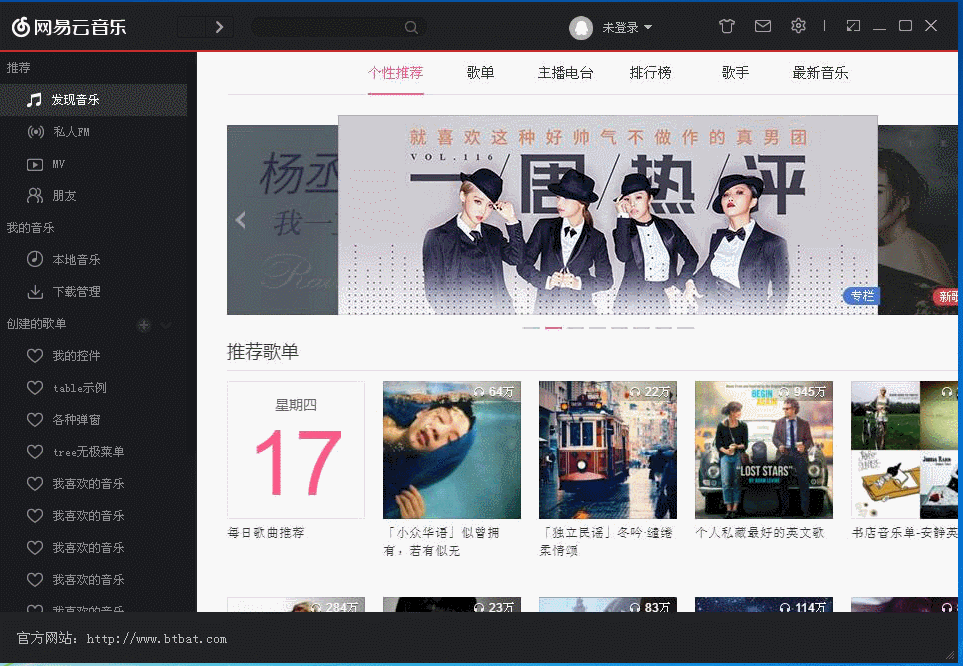 网易云音乐
未登录
推荐
发现音乐
私人FM
MV
朋友
我的音乐
本地音乐
下载管理
创建的歌单
我的控件
table示例
各种弹窗
tree无极菜单
我喜欢的音乐
我喜欢的音乐
我喜欢的音乐
我喜欢的音乐
我喜欢的音乐
个性推荐 歌单 主播电台 排行榜 歌手 最新音乐
杨丞
我一
就喜欢这种好帅气不做作的真男团
VOL.116
一周热评
专栏
新歌
推荐歌单
星期四
17
每日歌曲推荐
64万
「小众华语」似曾拥
有，若有似无
22万
「独立民谣」冬吟·缱绻
柔情颂
945万
BEGIN
AGAIN
"LOST STARS"
BY ADAM LEVINE
个人私藏最好的英文歌
书店音乐单-安静英
284万
23万
83万
114万
官方网站：http://www.btbat.com